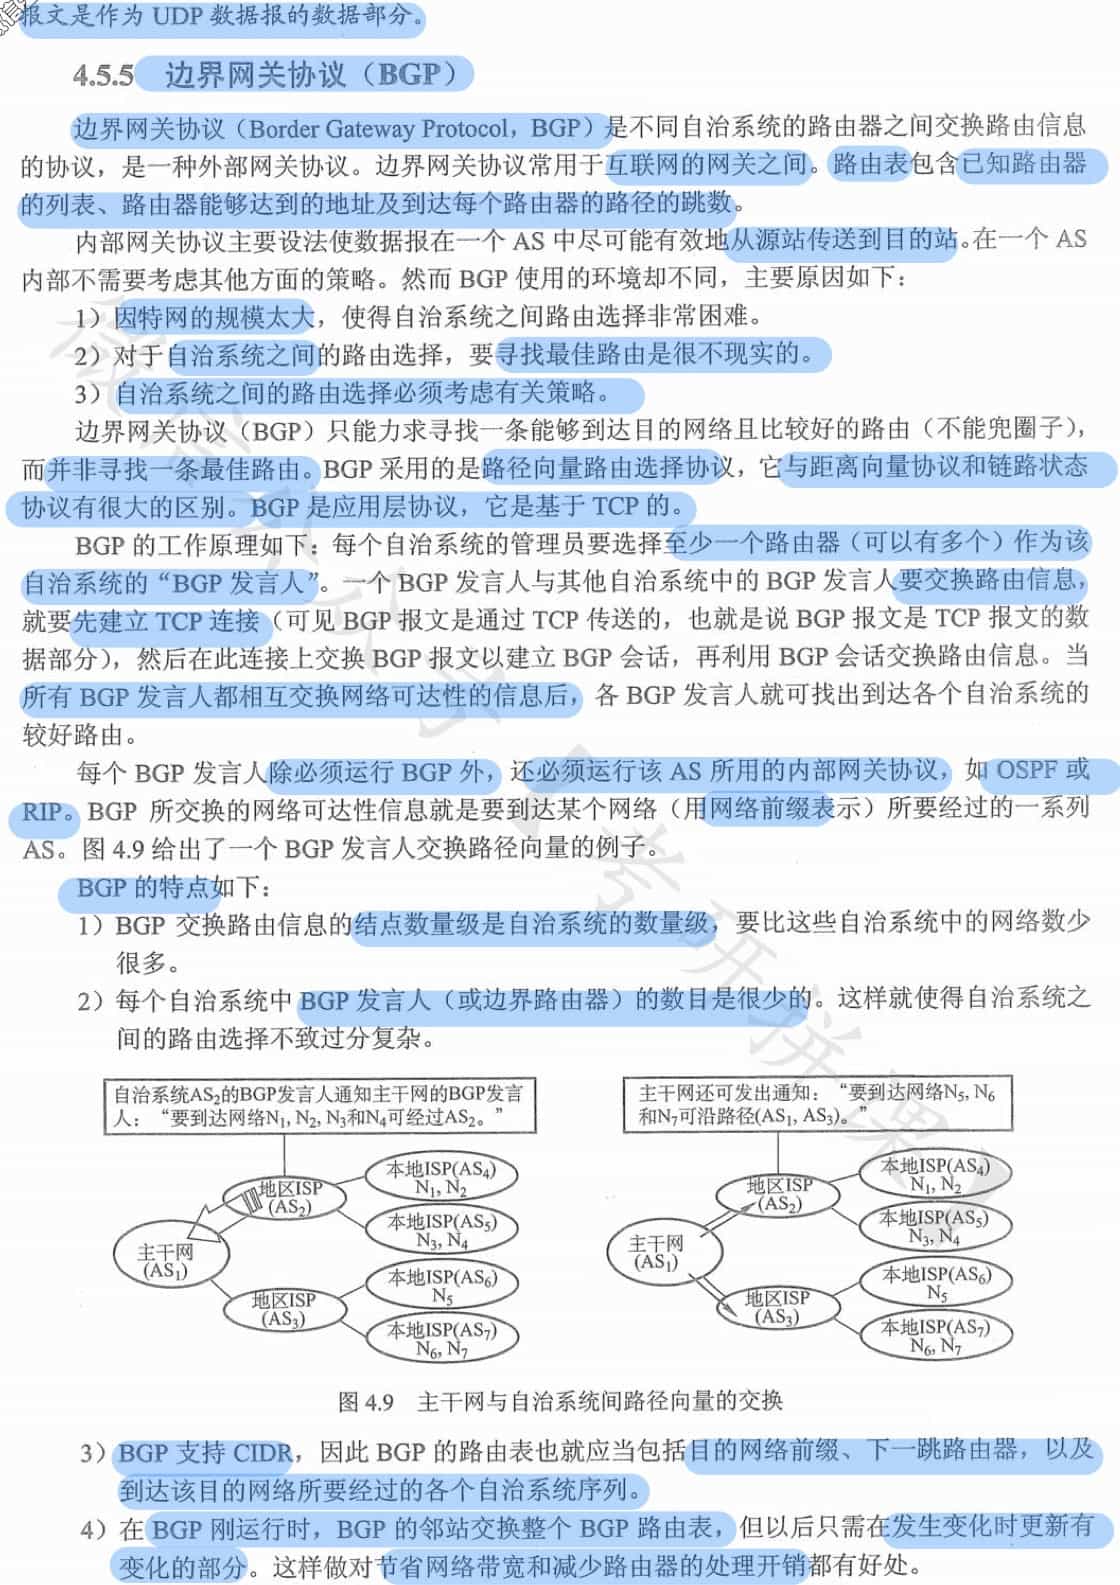 报文是作为 UDP 数据报的数据部分。
4.5.5 边界网关协议（BGP）
边界网关协议（Border Gateway Protocol，BGP）是不同自治系统的路由器之间交换路由信息
的协议，是一种外部网关协议。边界网关协议常用于互联网的网关之间。路由表包含已知路由器
的列表、路由器能够达到的地址及到达每个路由器的路径的跳数。
内部网关协议主要设法使数据报在一个 AS 中尽可能有效地从源站传送到目的站。在一个 AS
内部不需要考虑其他方面的策略。然而 BGP 使用的环境却不同，主要原因如下：
1）因特网的规模太大，使得自治系统之间路由选择非常困难。
2）对于自治系统之间的路由选择，要寻找最佳路由是很不现实的。
3）自治系统之间的路由选择必须考虑有关策略。
边界网关协议（BGP）只能力求寻找一条能够到达目的网络且比较好的路由（不能兜圈子），
而并非寻找一条最佳路由。BGP 采用的是路径向量路由选择协议，它与距离向量协议和链路状态
协议有很大的区别。BGP 是应用层协议，它是基于 TCP 的。
BGP 的工作原理如下：每个自治系统的管理员要选择至少一个路由器（可以有多个）作为该
自治系统的“BGP 发言人”。一个 BGP 发言人与其他自治系统中的 BGP 发言人要交换路由信息，
就要先建立 TCP 连接（可见 BGP 报文是通过 TCP 传送的，也就是说 BGP 报文是 TCP 报文的数
据部分），然后在此连接上交换 BGP 报文以建立 BGP 会话，再利用 BGP 会话交换路由信息。当
所有 BGP 发言人都相互交换网络可达性的信息后，各 BGP 发言人就可找出到达各个自治系统的
较好路由。
每个 BGP 发言人除必须运行 BGP 外，还必须运行该 AS 所用的内部网关协议，如 OSPF 或
RIP。BGP 所交换的网络可达性信息就是要到达某个网络（用网络前缀表示）所要经过的一系列
AS。图 4.9 给出了一个 BGP 发言人交换路径向量的例子。
BGP 的特点如下：
1）BGP 交换路由信息的结点数量级是自治系统的数量级，要比这些自治系统中的网络数少
很多。
2）每个自治系统中 BGP 发言人（或边界路由器）的数目是很少的。这样就使得自治系统之
间的路由选择不致过分复杂。
自治系统AS₂的BGP发言人通知主干网的BGP发言
人：“要到达网络N₁, N₂, N₃和N₄可经过AS₂。”
地区ISP
(AS₂)
本地ISP(AS₄)
N₁, N₂
本地ISP(AS₅)
N₃, N₄
主干网
(AS₁)
地区ISP
(AS₃)
本地ISP(AS₆)
N₅
本地ISP(AS₇)
N₆, N₇
主干网还可发出通知：“要到达网络N₅, N₆
和N₇可沿路径(AS₁, AS₃)。”
地区ISP
(AS₂)
本地ISP(AS₄)
N₁, N₂
本地ISP(AS₅)
N₃, N₄
主干网
(AS₁)
地区ISP
(AS₃)
本地ISP(AS₆)
N₅
本地ISP(AS₇)
N₆, N₇
图 4.9 主干网与自治系统间路径向量的交换
3）BGP 支持 CIDR，因此 BGP 的路由表也就应当包括目的网络前缀、下一跳路由器，以及
到达该目的网络所要经过的各个自治系统序列。
4）在 BGP 刚运行时，BGP 的邻站交换整个 BGP 路由表，但以后只需在发生变化时更新有
变化的部分。这样做对节省网络带宽和减少路由器的处理开销都有好处。